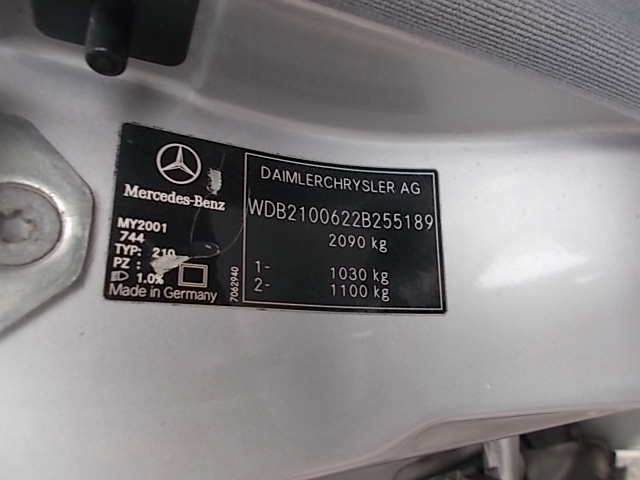 Mercedes-Benz
MY2001
744
TYP: 210
PZ :
1.0%
Made in Germany
7062940
DAIMLERCHRYSLER AG
WDB2100622B255189
2090 kg
1- 1030 kg
2- 1100 kg